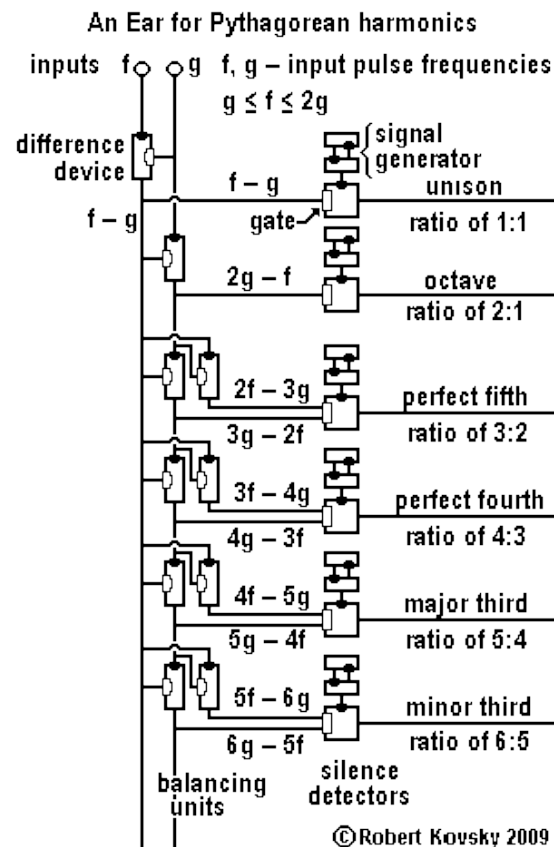 An Ear for Pythagorean harmonics
inputs f g f, g – input pulse frequencies
g ≤ f ≤ 2g
difference device
signal generator
f – g
unison
gate
ratio of 1:1
f – g
2g – f
octave
ratio of 2:1
2f – 3g
perfect fifth
3g – 2f
ratio of 3:2
3f – 4g
perfect fourth
4g – 3f
ratio of 4:3
4f – 5g
major third
5g – 4f
ratio of 5:4
5f – 6g
minor third
6g – 5f
ratio of 6:5
balancing units
silence detectors
© Robert Kovsky 2009